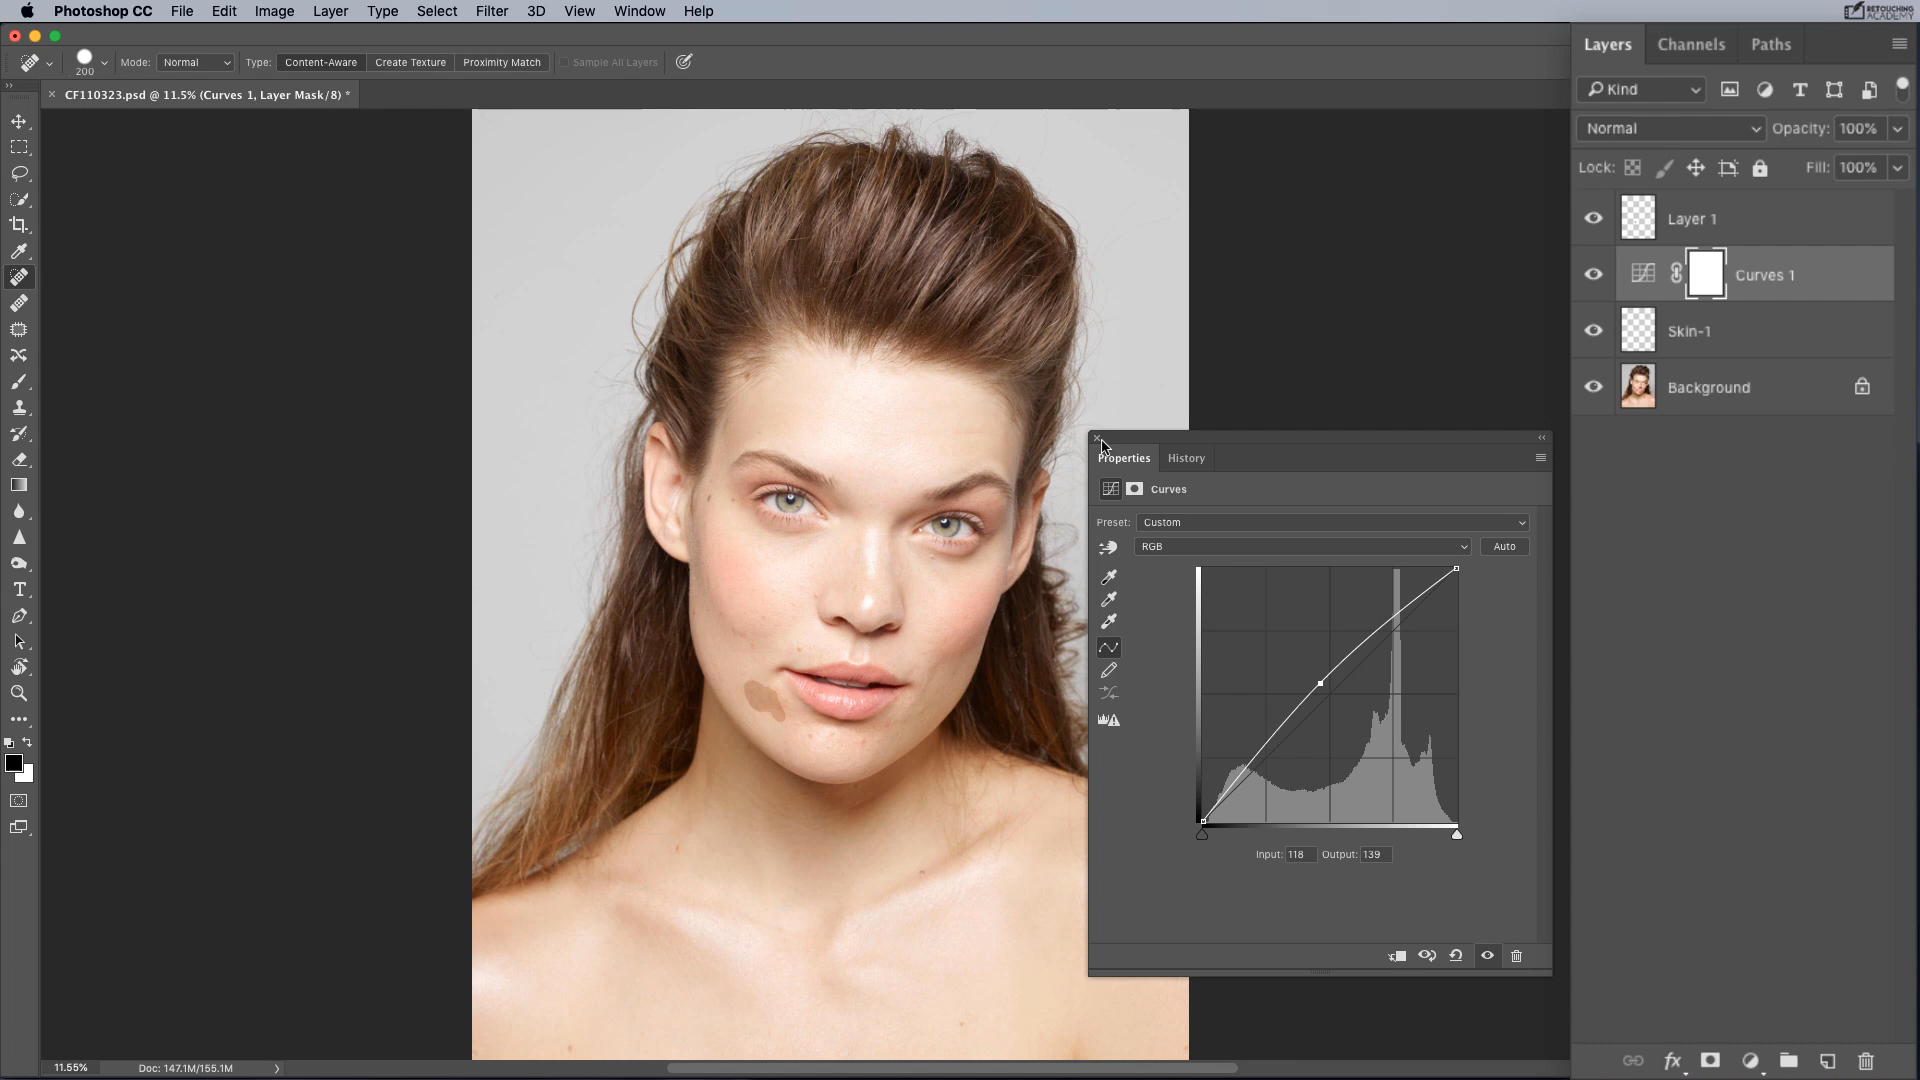 Photoshop CC File Edit Image Layer Type Select Filter 3D View Window Help
RETOUCHING ACADEMY
200 Mode: Normal Type: Content-Aware Create Texture Proximity Match Sample All Layers
CF110323.psd @ 11.5% (Curves 1, Layer Mask/8) *
Layers Channels Paths
Kind
Normal Opacity: 100%
Lock: Fill: 100%
Layer 1
Curves 1
Skin-1
Background
Properties History
Curves
Preset: Custom
RGB Auto
Input: 118 Output: 139
11.55% Doc: 147.1M/155.1M
fx